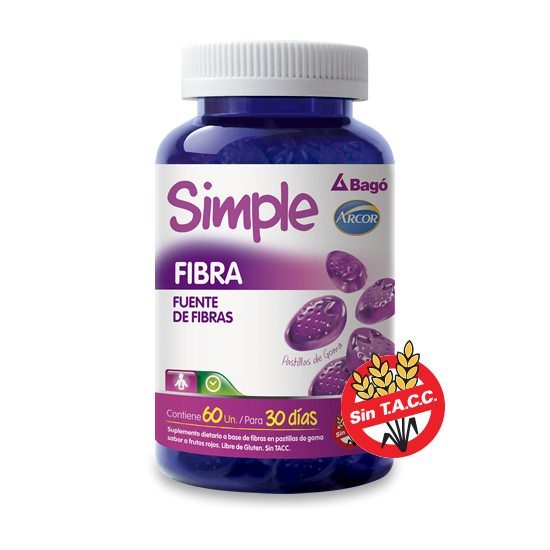 Simple
Bagó
ARCOR
FIBRA
FUENTE
DE FIBRAS
Pastillas de Goma
Contiene 60 Un. / Para 30 días
Suplemento dietario a base de fibras en pastillas de goma
sabor a frutos rojos. Libre de Gluten. Sin TACC.
Sin T.A.C.C.